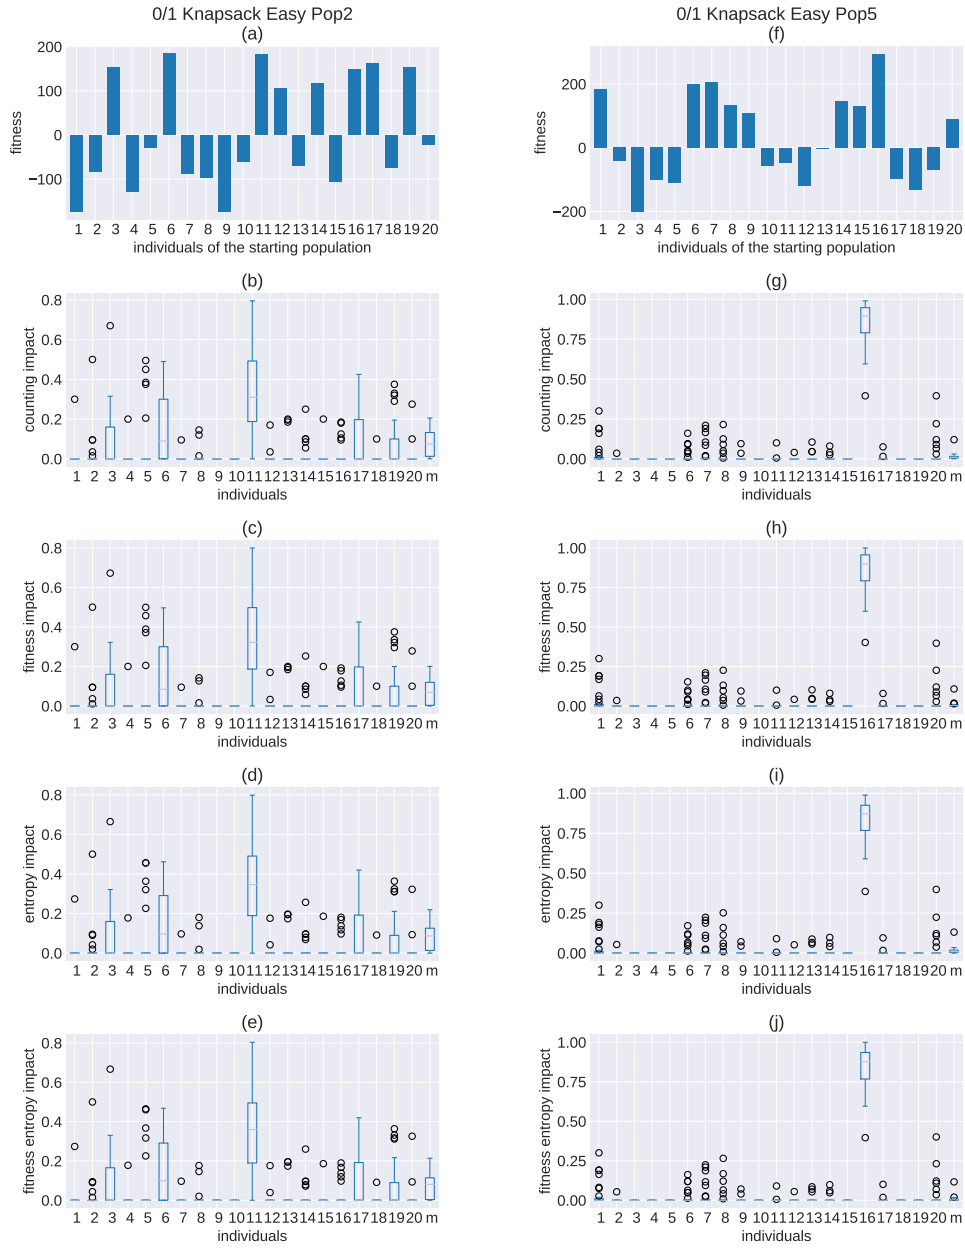 0/1 Knapsack Easy Pop2
(a)
200
100
0
−100
fitness
1 2 3 4 5 6 7 8 9 10 11 12 13 14 15 16 17 18 19 20
individuals of the starting population
(b)
0.8
0.6
0.4
0.2
0.0
counting impact
1 2 3 4 5 6 7 8 9 10 11 12 13 14 15 16 17 18 19 20 m
individuals
(c)
0.8
0.6
0.4
0.2
0.0
fitness impact
1 2 3 4 5 6 7 8 9 10 11 12 13 14 15 16 17 18 19 20 m
individuals
(d)
0.8
0.6
0.4
0.2
0.0
entropy impact
1 2 3 4 5 6 7 8 9 10 11 12 13 14 15 16 17 18 19 20 m
individuals
(e)
0.8
0.6
0.4
0.2
0.0
fitness entropy impact
1 2 3 4 5 6 7 8 9 10 11 12 13 14 15 16 17 18 19 20 m
individuals
0/1 Knapsack Easy Pop5
(f)
200
0
−200
fitness
1 2 3 4 5 6 7 8 9 10 11 12 13 14 15 16 17 18 19 20
individuals of the starting population
(g)
1.00
0.75
0.50
0.25
0.00
counting impact
1 2 3 4 5 6 7 8 9 10 11 12 13 14 15 16 17 18 19 20 m
individuals
(h)
1.00
0.75
0.50
0.25
0.00
fitness impact
1 2 3 4 5 6 7 8 9 10 11 12 13 14 15 16 17 18 19 20 m
individuals
(i)
1.00
0.75
0.50
0.25
0.00
entropy impact
1 2 3 4 5 6 7 8 9 10 11 12 13 14 15 16 17 18 19 20 m
individuals
(j)
1.00
0.75
0.50
0.25
0.00
fitness entropy impact
1 2 3 4 5 6 7 8 9 10 11 12 13 14 15 16 17 18 19 20 m
individuals